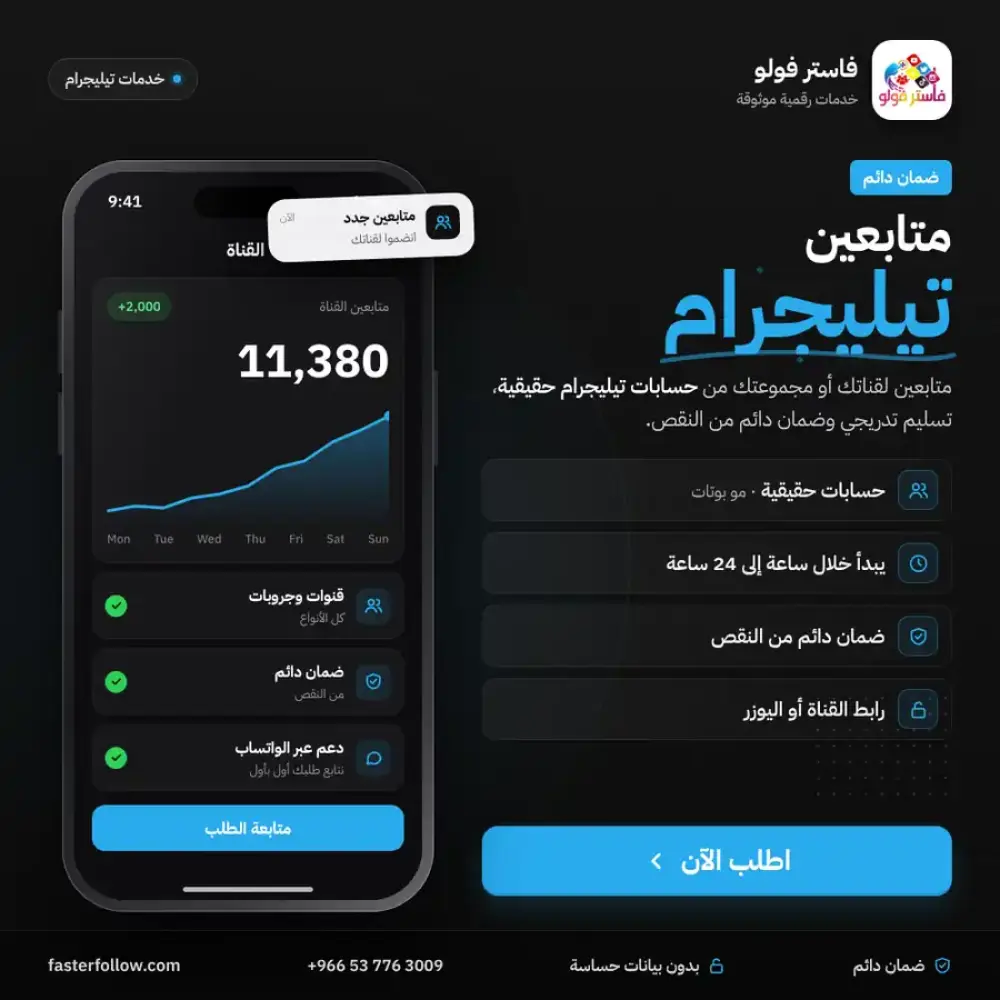 فاستر فولو
فاستر فولو
خدمات رقمية موثوقة
خدمات تيليجرام
ضمان دائم
متابعين
تيليجرام
متابعين لقناتك أو مجموعتك من حسابات تيليجرام حقيقية،
تسليم تدريجي وضمان دائم من النقص.
حسابات حقيقية · مو بوتات
يبدأ خلال ساعة إلى 24 ساعة
ضمان دائم من النقص
رابط القناة أو اليوزر
اطلب الآن
9:41
متابعين جدد
الآن
انضموا لقناتك
القناة
متابعين القناة
+2,000
11,380
Mon Tue Wed Thu Fri Sat Sun
قنوات وجروبات
كل الأنواع
ضمان دائم
من النقص
دعم عبر الواتساب
نتابع طلبك أول بأول
متابعة الطلب
ضمان دائم
بدون بيانات حساسة
+966 53 776 3009
fasterfollow.com